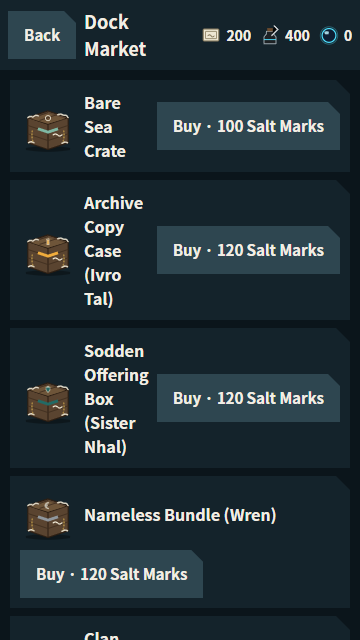 Back
Dock
Market
200
400
0
Bare
Sea
Crate
Buy · 100 Salt Marks
Archive
Copy
Case
(Ivro
Tal)
Buy · 120 Salt Marks
Sodden
Offering
Box
(Sister
Nhal)
Buy · 120 Salt Marks
Nameless Bundle (Wren)
Buy · 120 Salt Marks
Clan